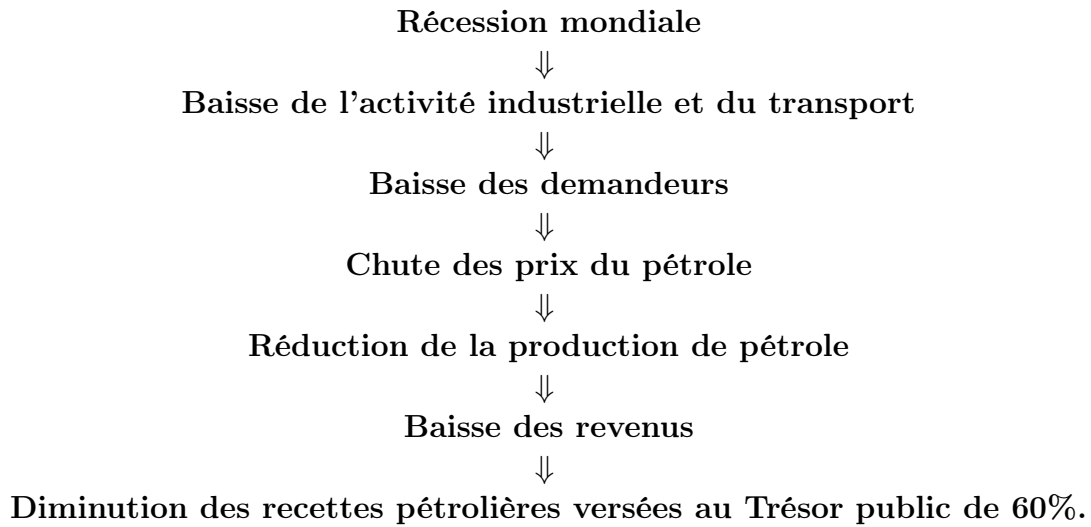 Récession mondiale
⇓
Baisse de l'activité industrielle et du transport
⇓
Baisse des demandeurs
⇓
Chute des prix du pétrole
⇓
Réduction de la production de pétrole
⇓
Baisse des revenus
⇓
Diminution des recettes pétrolières versées au Trésor public de 60%.